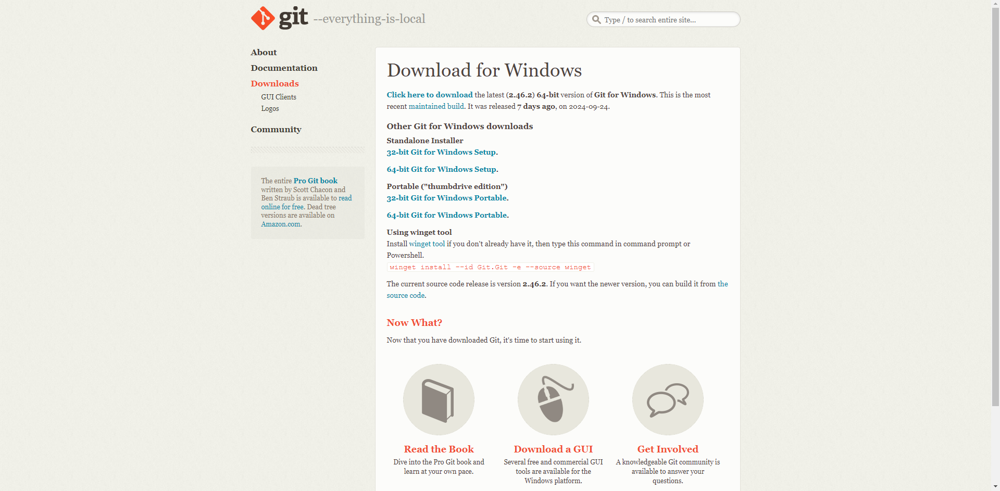 git --everything-is-local
Type / to search entire site...
About
Documentation
Downloads
GUI Clients
Logos
Community
The entire Pro Git book
written by Scott Chacon and
Ben Straub is available to read
online for free. Dead tree
versions are available on
Amazon.com.
Download for Windows
Click here to download the latest (2.46.2) 64-bit version of Git for Windows. This is the most
recent maintained build. It was released 7 days ago, on 2024-09-24.
Other Git for Windows downloads
Standalone Installer
32-bit Git for Windows Setup.
64-bit Git for Windows Setup.
Portable ("thumbdrive edition")
32-bit Git for Windows Portable.
64-bit Git for Windows Portable.
Using winget tool
Install winget tool if you don't already have it, then type this command in command prompt or
Powershell.
winget install --id Git.Git -e --source winget
The current source code release is version 2.46.2. If you want the newer version, you can build it from the
source code.
Now What?
Now that you have downloaded Git, it's time to start using it.
Read the Book
Dive into the Pro Git book and
learn at your own pace.
Download a GUI
Several free and commercial GUI
tools are available for the
Windows platform.
Get Involved
A knowledgeable Git community is
available to answer your
questions.